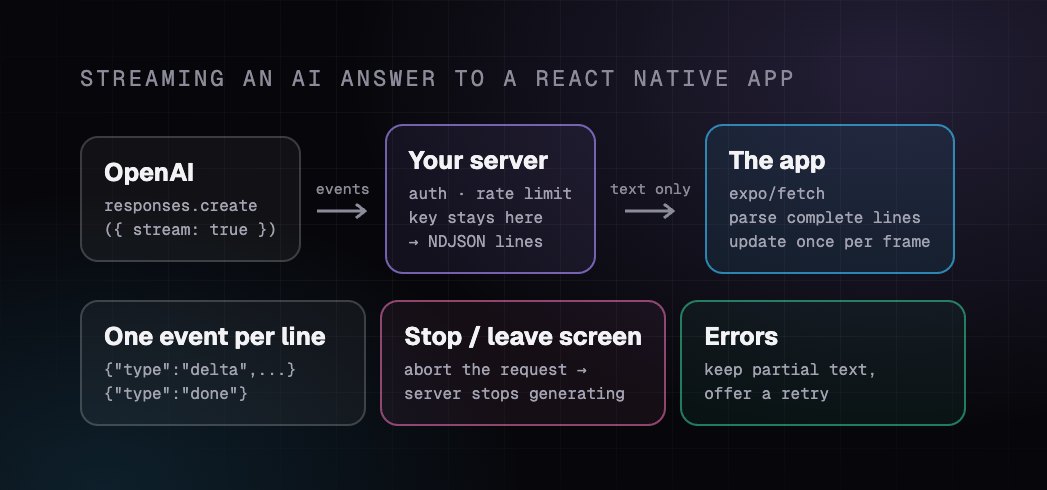 STREAMING AN AI ANSWER TO A REACT NATIVE APP
OpenAI
responses.create
({ stream: true })
events
Your server
auth · rate limit
key stays here
→ NDJSON lines
text only
The app
expo/fetch
parse complete lines
update once per frame
One event per line
{"type":"delta",...}
{"type":"done"}
Stop / leave screen
abort the request →
server stops generating
Errors
keep partial text,
offer a retry